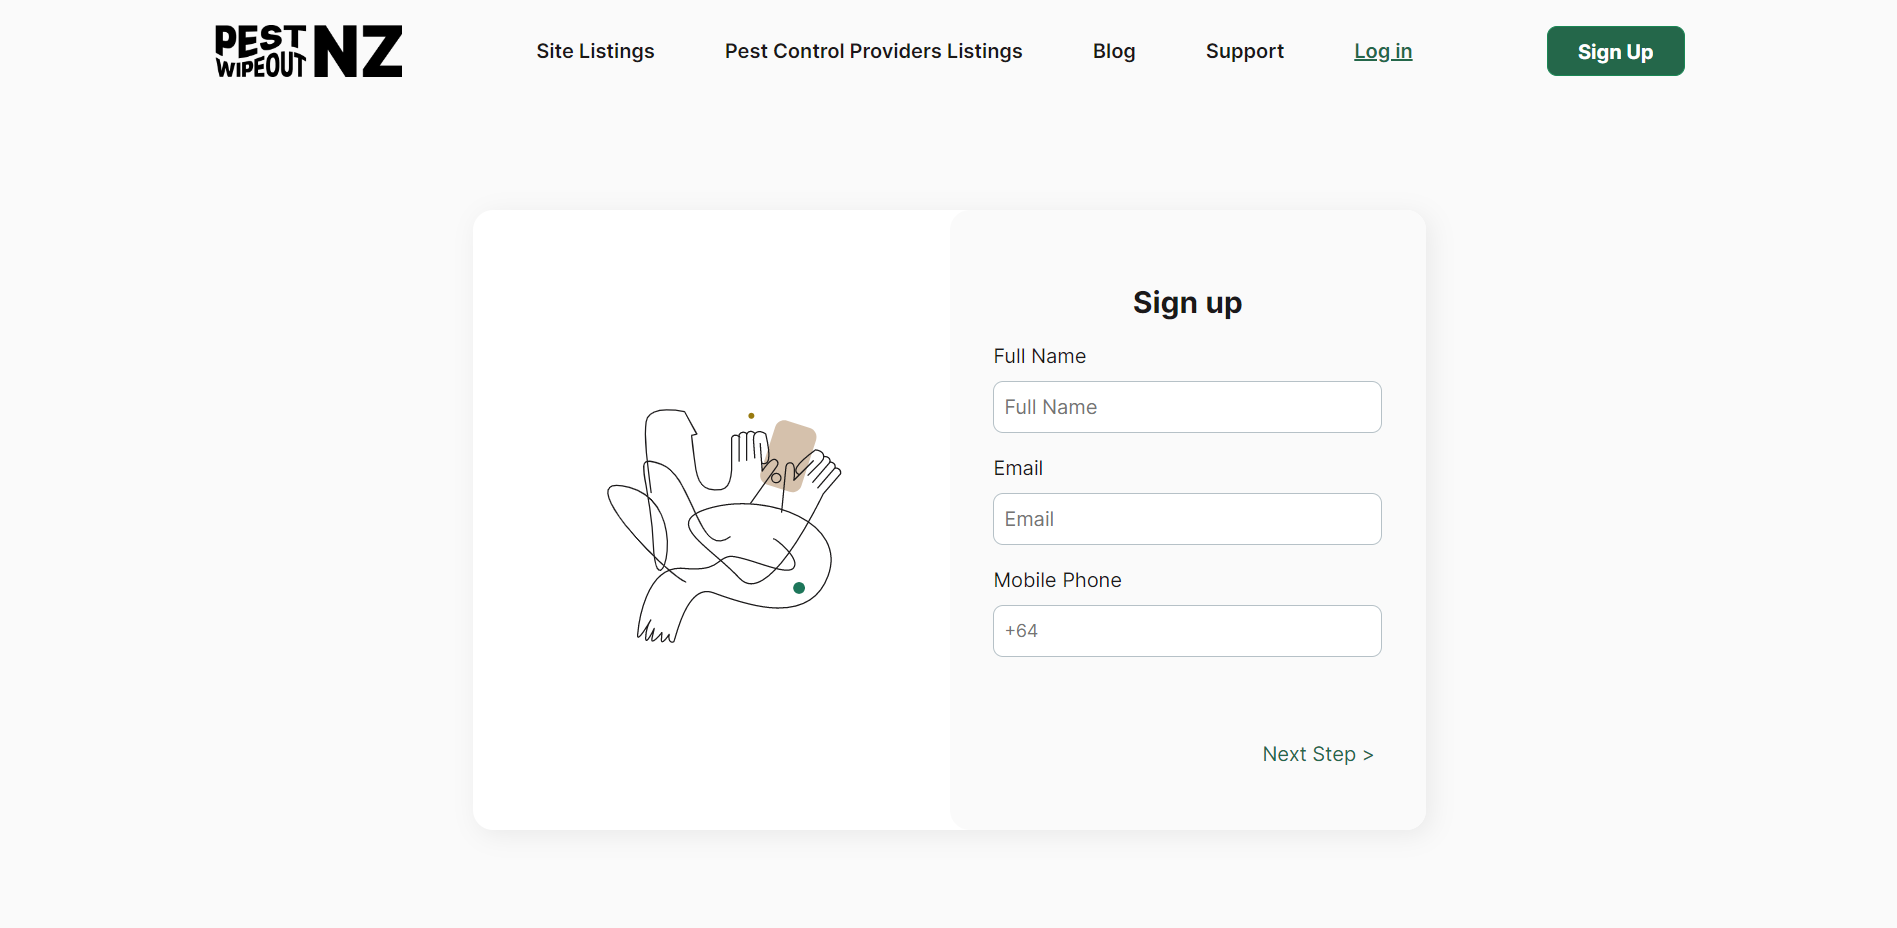 PEST WIPEOUT NZ
Site Listings
Pest Control Providers Listings
Blog
Support
Log in
Sign Up
Sign up
Full Name
Full Name
Email
Email
Mobile Phone
+64
Next Step >